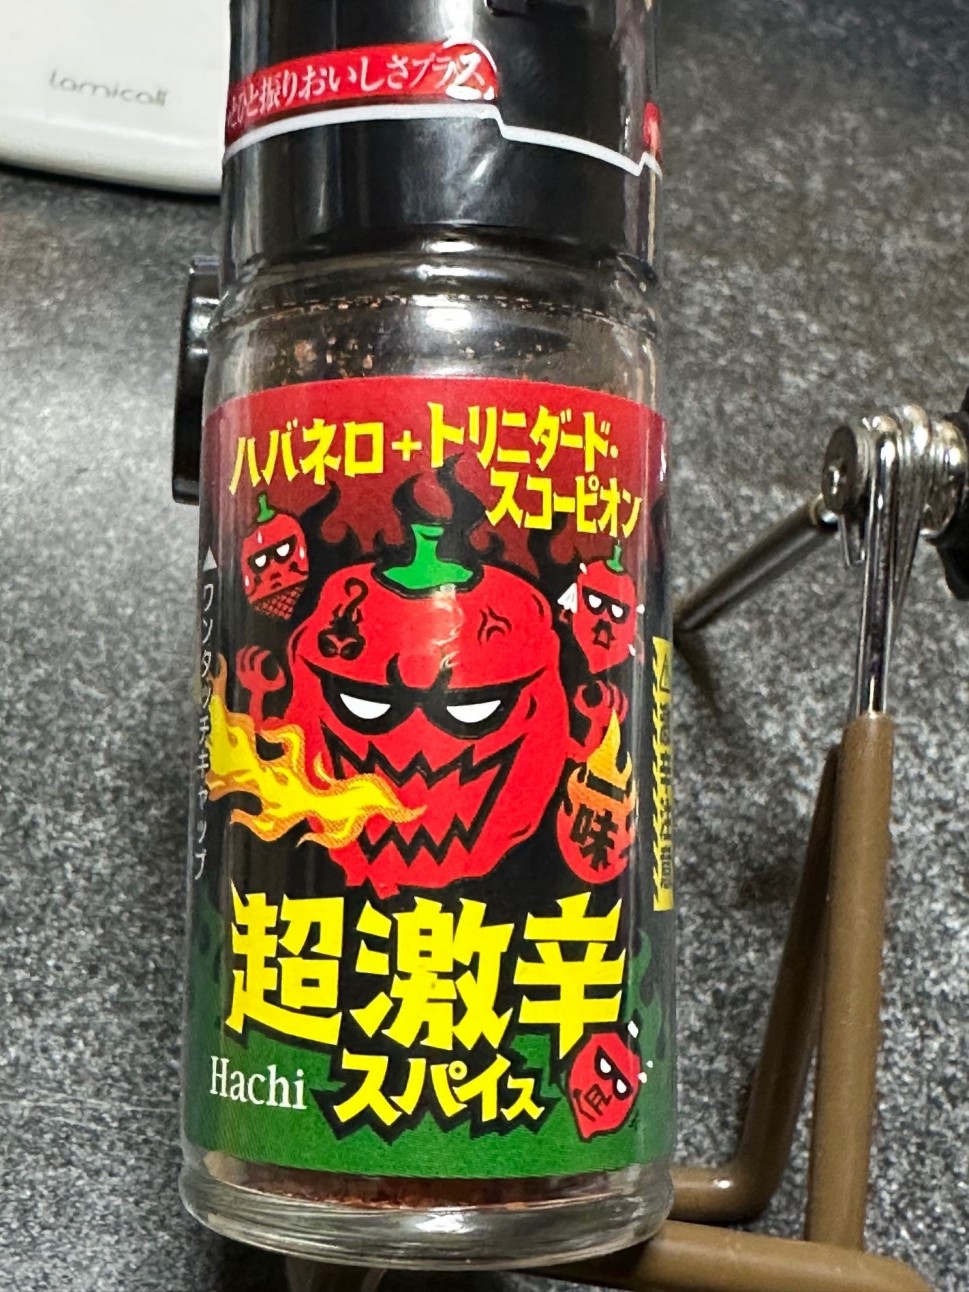 Lamicall
ひと振りおいしさプラス
ハバネロ+トリニダード・
スコーピオン
▲ワンタッチキャップ
一味
超激辛
スパイス
Hachi